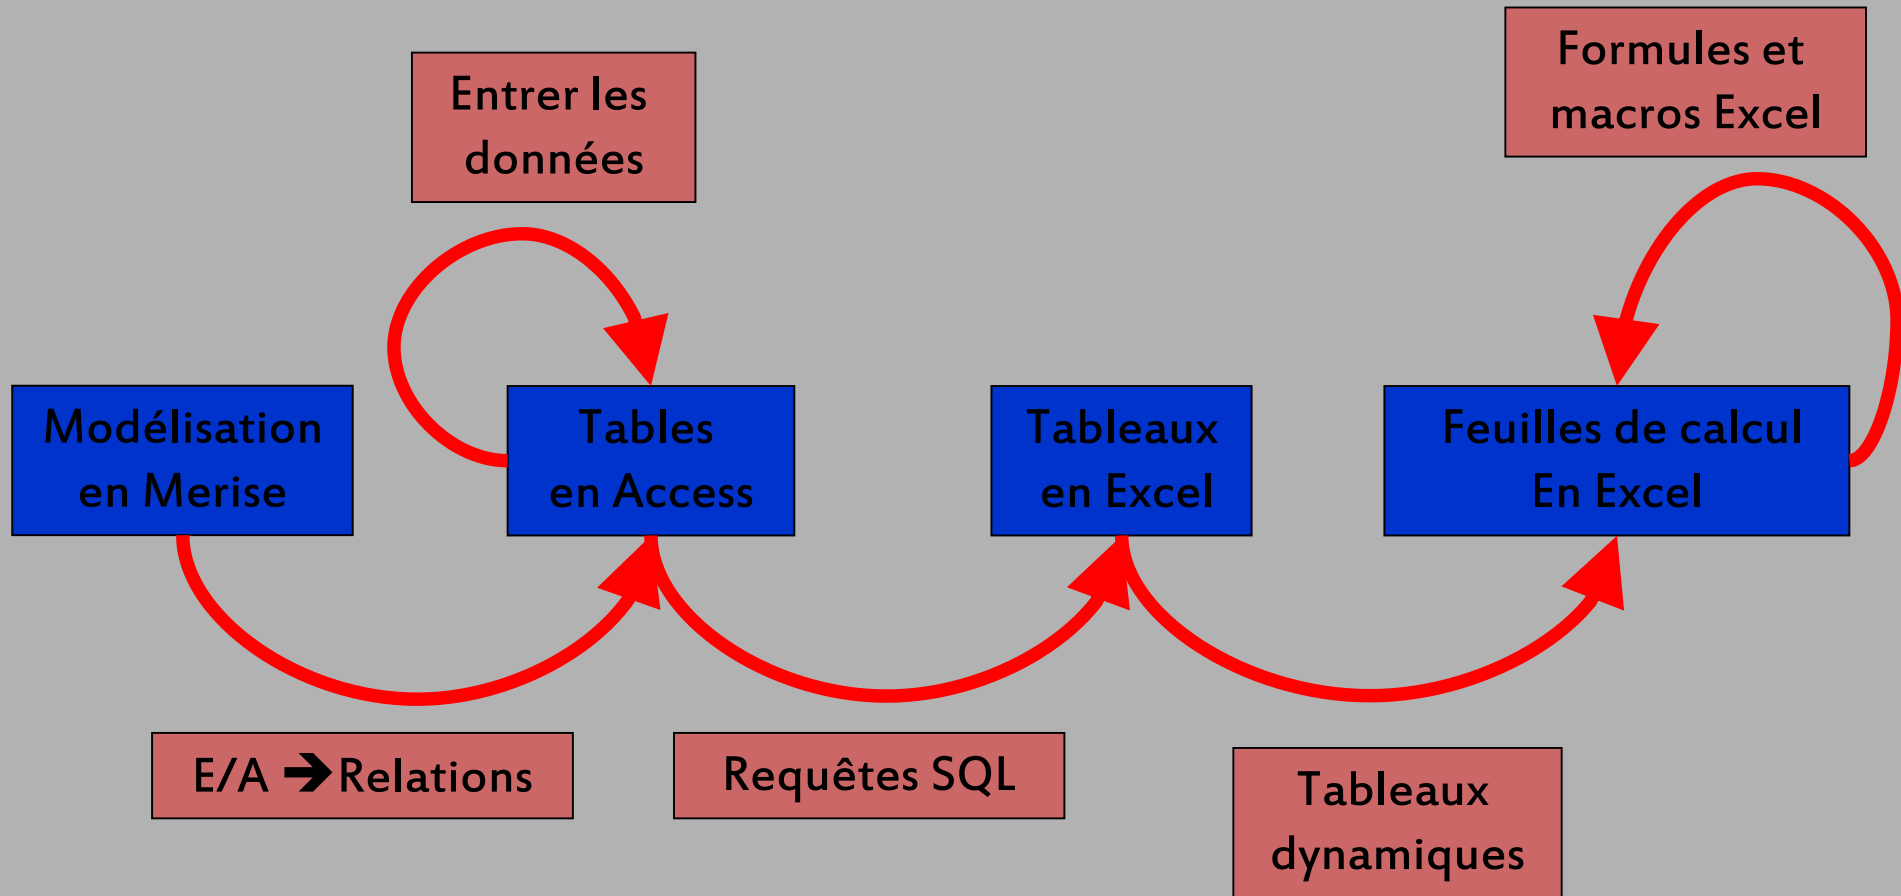 Entrer les
données
Formules et
macros Excel
Modélisation
en Merise
Tables
en Access
Tableaux
en Excel
Feuilles de calcul
En Excel
E/A ➔ Relations
Requêtes SQL
Tableaux
dynamiques